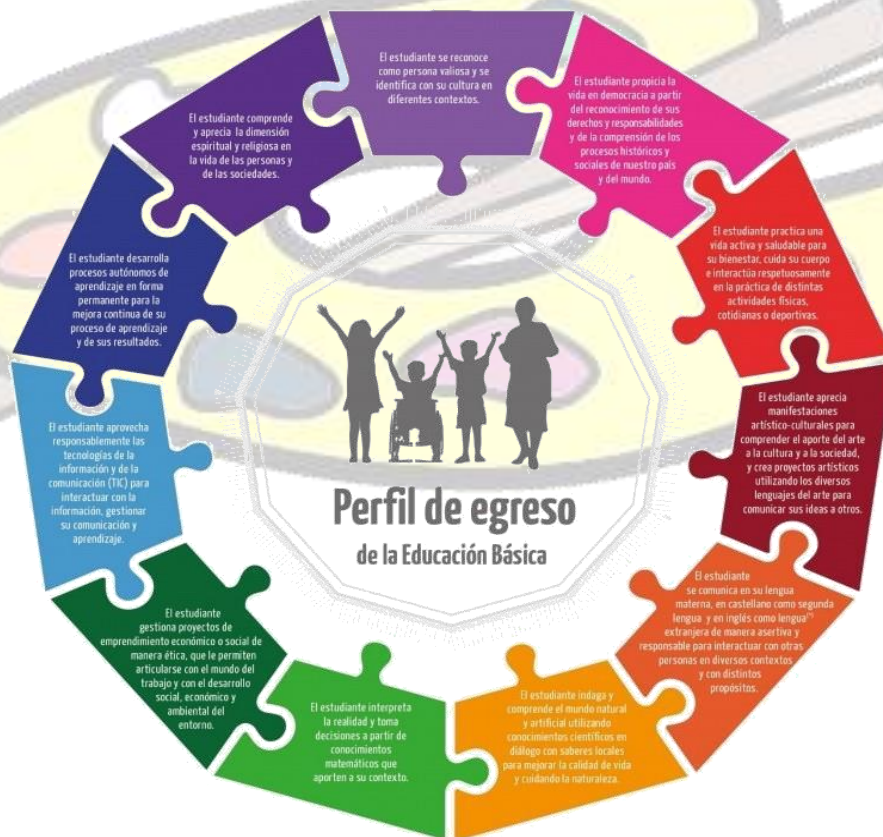 El estudiante se reconoce
como persona valiosa y se
identifica con su cultura en
diferentes contextos.
El estudiante propicia la
vida en democracia a partir
del reconocimiento de sus
derechos y responsabilidades
y de la comprensión de los
procesos históricos y
sociales de nuestro país
y del mundo.
El estudiante practica una
vida activa y saludable para
su bienestar, cuida su cuerpo
e interactúa respetuosamente
en la práctica de distintas
actividades físicas,
cotidianas o deportivas.
El estudiante aprecia
manifestaciones
artístico-culturales para
comprender el aporte del arte
a la cultura y a la sociedad,
y crea proyectos artísticos
utilizando los diversos
lenguajes del arte para
comunicar sus ideas a otros.
El estudiante
se comunica en su lengua
materna, en castellano como segunda
lengua y en inglés como lengua(*)
extranjera de manera asertiva y
responsable para interactuar con otras
personas en diversos contextos
y con distintos
propósitos.
El estudiante indaga y
comprende el mundo natural
y artificial utilizando
conocimientos científicos en
diálogo con saberes locales
para mejorar la calidad de vida
y cuidando la naturaleza.
El estudiante interpreta
la realidad y toma
decisiones a partir de
conocimientos
matemáticos que
aporten a su contexto.
El estudiante
gestiona proyectos de
emprendimiento económico o social de
manera ética, que le permiten
articularse con el mundo del
trabajo y con el desarrollo
social, económico y
ambiental del
entorno.
El estudiante aprovecha
responsablemente las
tecnologías de la
información y de la
comunicación (TIC) para
interactuar con la
información, gestionar
su comunicación y
aprendizaje.
El estudiante desarrolla
procesos autónomos de
aprendizaje en forma
permanente para la
mejora continua de su
proceso de aprendizaje
y de sus resultados.
El estudiante comprende
y aprecia la dimensión
espiritual y religiosa en
la vida de las personas y
de las sociedades.
Perfil de egreso
de la Educación Básica